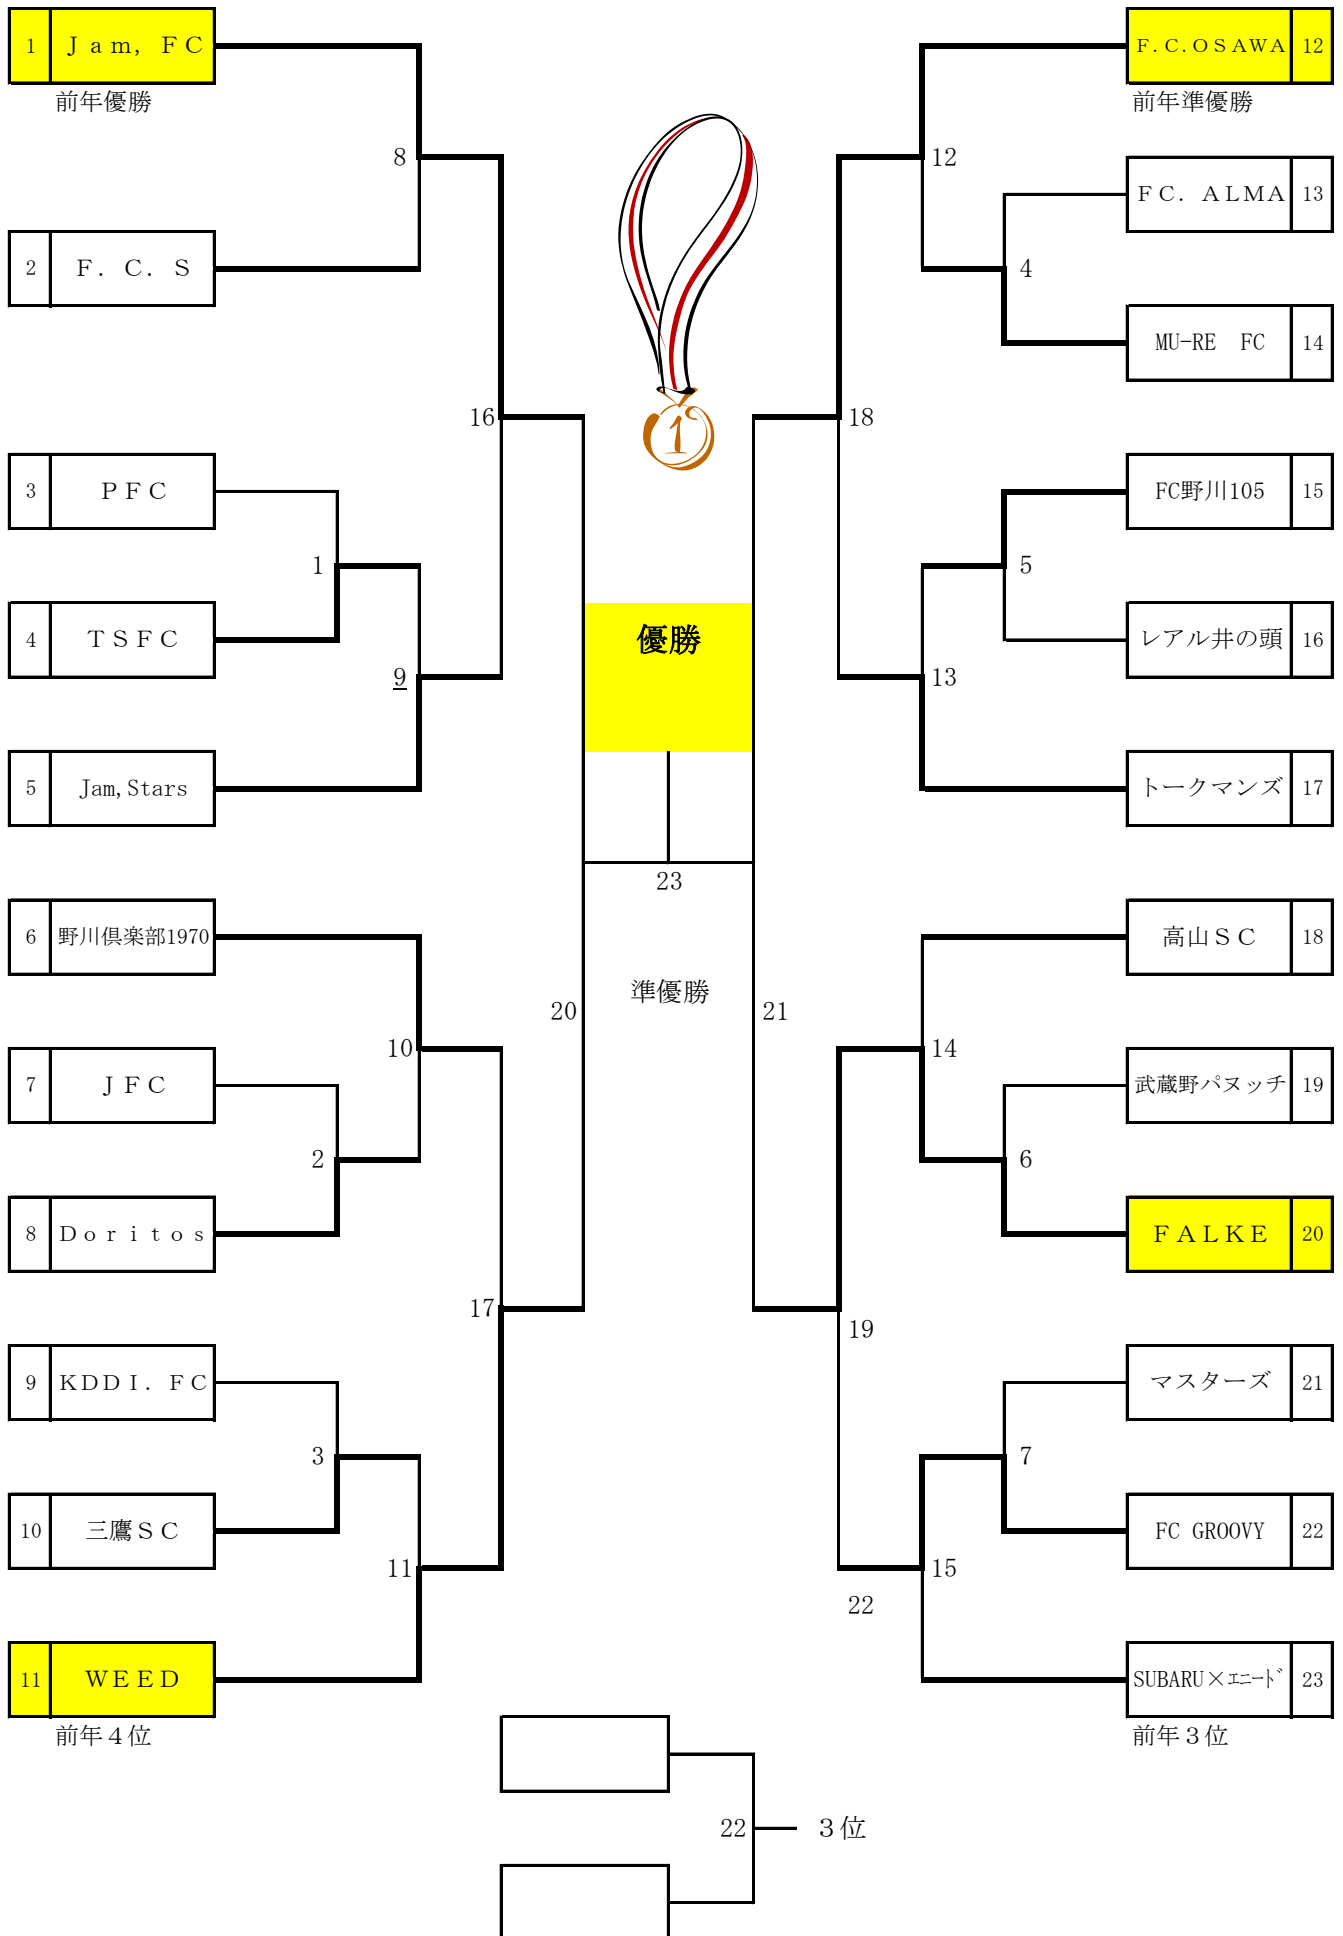 1 Ｊａｍ，ＦＣ
前年優勝
2 Ｆ．Ｃ．Ｓ
3 ＰＦＣ
4 ＴＳＦＣ
5 Jam,Stars
6 野川倶楽部1970
7 ＪＦＣ
8 Ｄｏｒｉｔｏｓ
9 ＫＤＤＩ．ＦＣ
10 三鷹ＳＣ
11 ＷＥＥＤ
前年４位
8
16
1
9
10
2
17
3
11
20
1
優勝
23
準優勝
21
12
4
18
5
13
14
6
19
7
15
22
F.C.OSAWA 12
前年準優勝
ＦＣ．ＡＬＭＡ 13
MU-RE　FC 14
FC野川105 15
レアル井の頭 16
トークマンズ 17
高山ＳＣ 18
武蔵野パヌッチ 19
ＦＡＬＫＥ 20
マスターズ 21
FC GROOVY 22
SUBARU×ｴﾆｰﾄﾞ 23
前年３位
22
３位